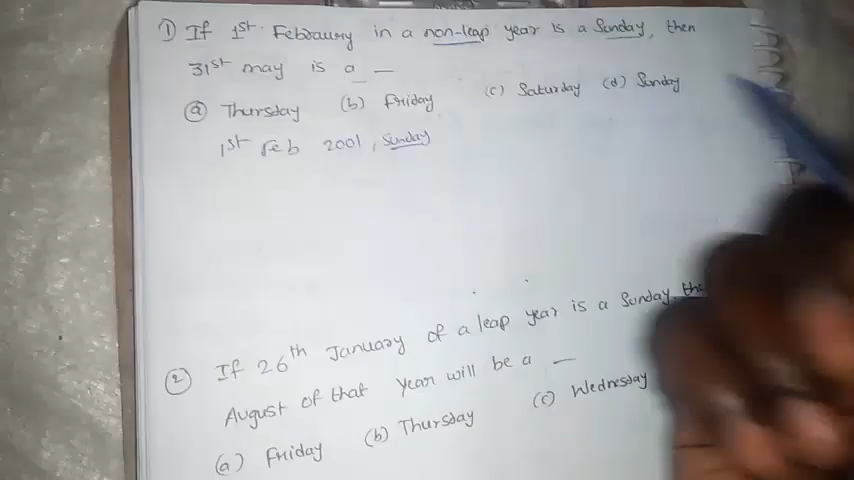 ① If 1st Febraury in a non-leap year is a Sunday, then
31st may is a __
(a) Thursday (b) Friday (c) Saturday (d) Sunday
1st Feb 2001, Sunday
② If 26th January of a leap year is a Sunday, the
August of that year will be a __
(a) Friday (b) Thursday (c) Wednesday